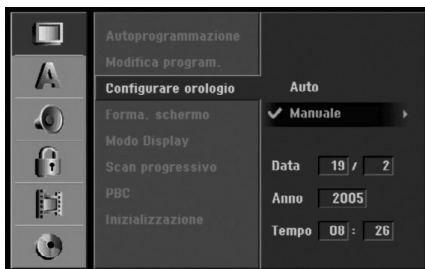 Autoprogrammazione
Modifica program.
Configurare orologio
Forma. schermo
Modo Display
Scan progressivo
PBC
Inizializzazione
Auto
✔ Manuale
Data 19 / 2
Anno 2005
Tempo 08 : 26
A